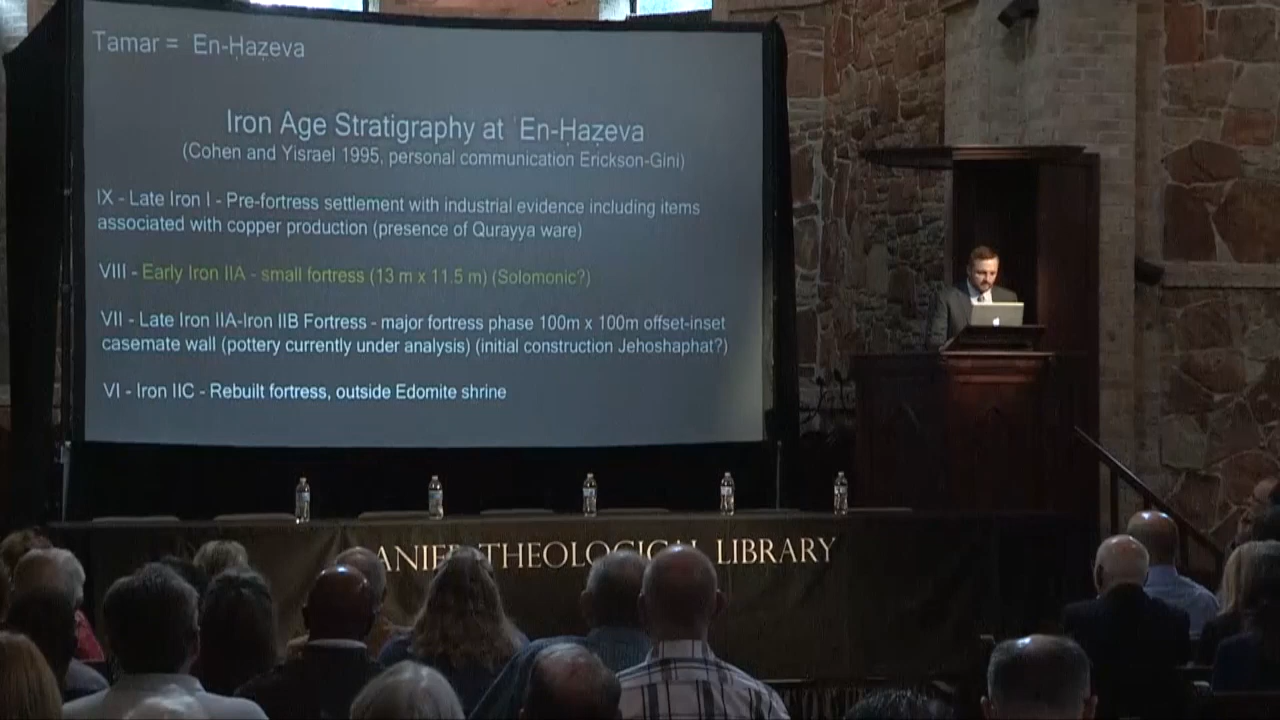 Tamar = ʿEn-Ḥaẓeva
Iron Age Stratigraphy at ʿEn-Ḥaẓeva
(Cohen and Yisrael 1995, personal communication Erickson-Gini)
IX - Late Iron I - Pre-fortress settlement with industrial evidence including items
associated with copper production (presence of Qurayya ware)
VIII - Early Iron IIA - small fortress (13 m x 11.5 m) (Solomonic?)
VII - Late Iron IIA-Iron IIB Fortress - major fortress phase 100m x 100m offset-inset
casemate wall (pottery currently under analysis) (initial construction Jehoshaphat?)
VI - Iron IIC - Rebuilt fortress, outside Edomite shrine
ANIER THEOLOGICAL LIBRARY